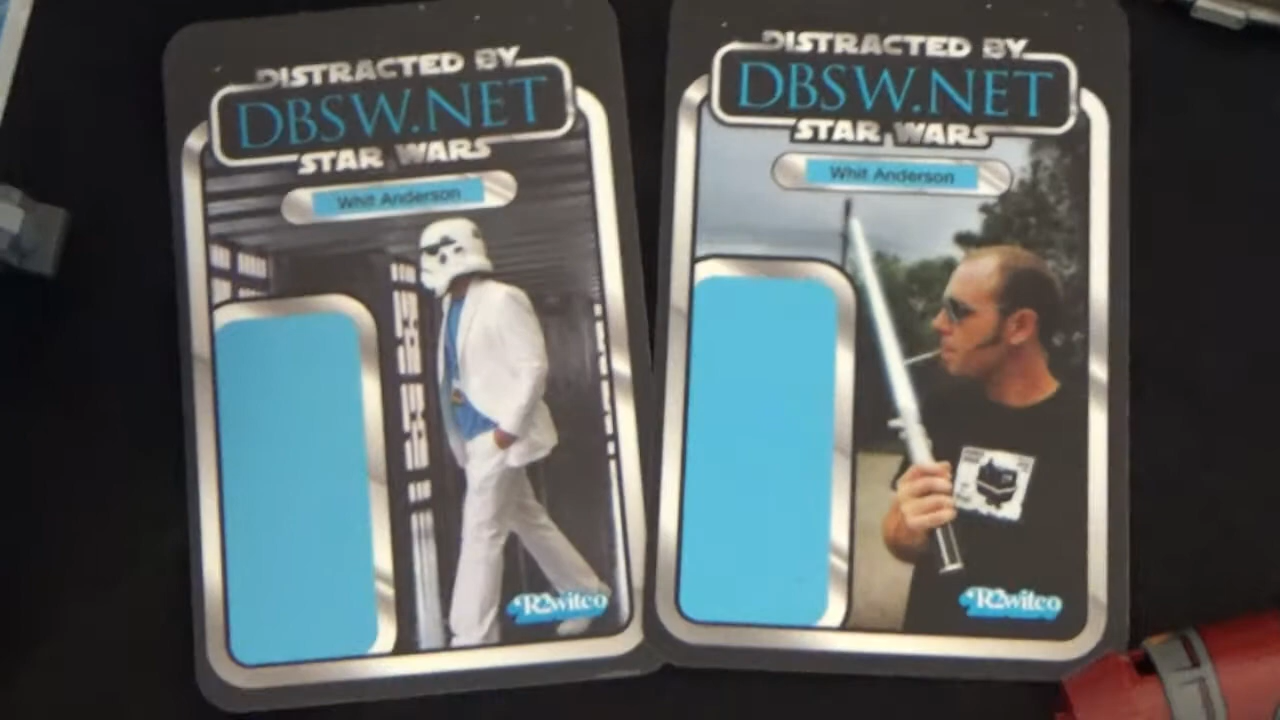 DISTRACTED BY
DBSW.NET
STAR WARS
Whit Anderson
R2witco
DISTRACTED BY
DBSW.NET
STAR WARS
Whit Anderson
R2witco